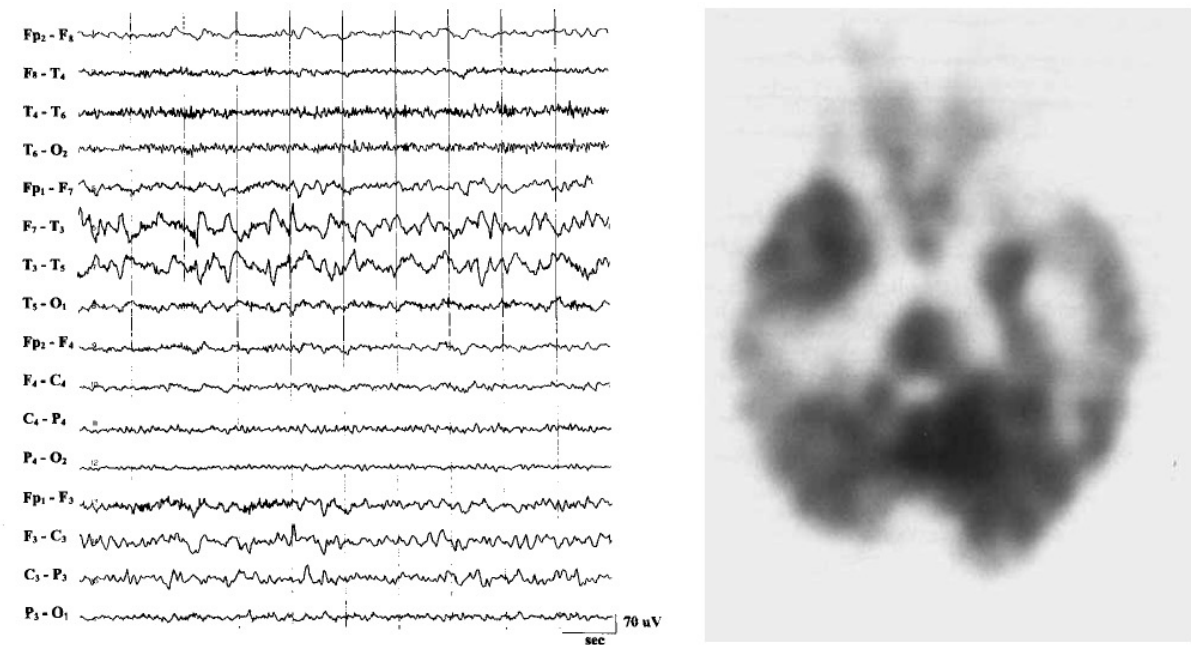 Fp₂ - F₈
F₈ - T₄
T₄ - T₆
T₆ - O₂
Fp₁ - F₇
F₇ - T₃
T₃ - T₅
T₅ - O₁
Fp₂ - F₄
F₄ - C₄
C₄ - P₄
P₄ - O₂
Fp₁ - F₃
F₃ - C₃
C₃ - P₃
P₃ - O₁
70 uV
sec